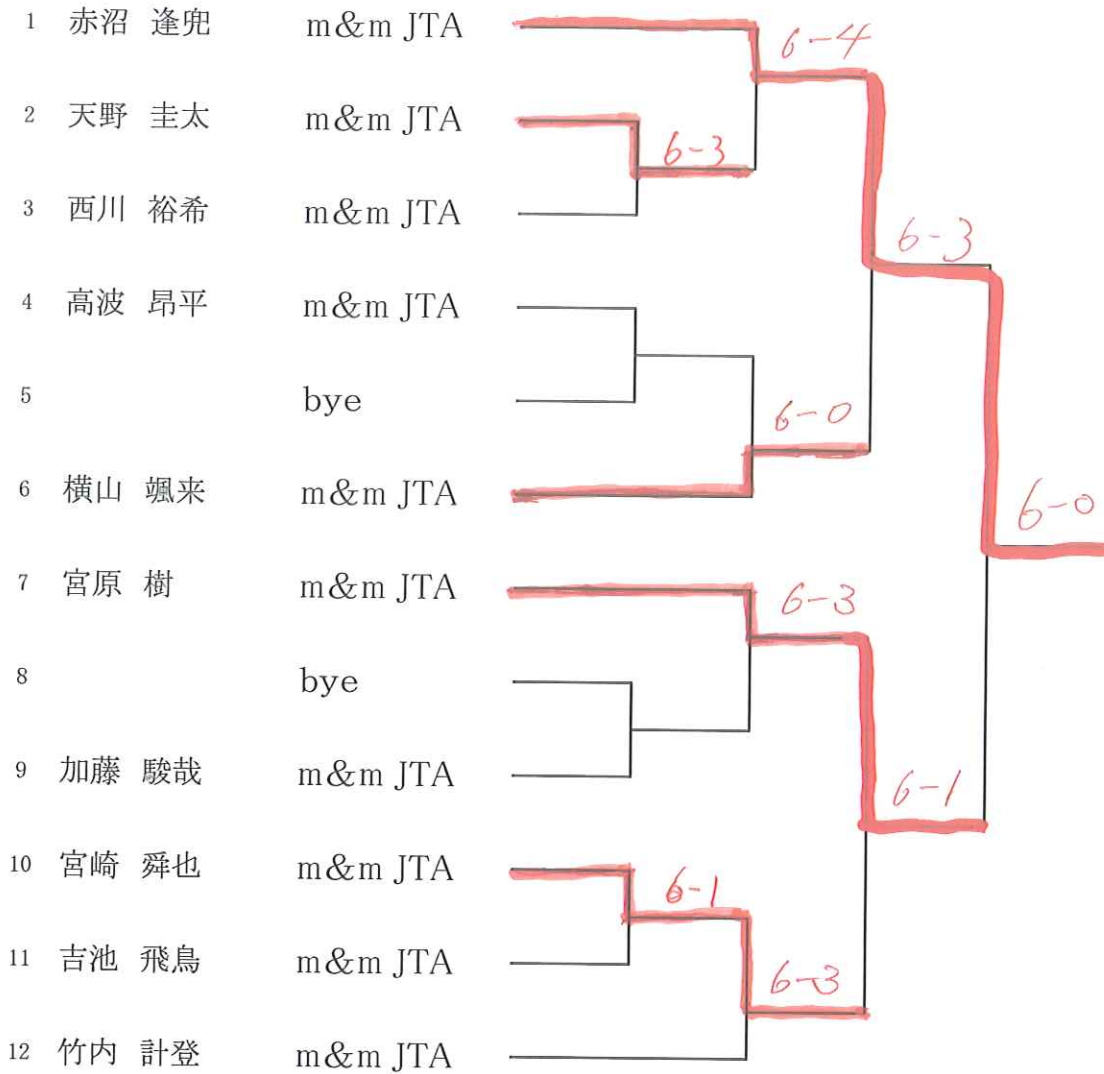 1 赤沼 逢兜 m&m JTA
6-4
2 天野 圭太 m&m JTA
6-3
3 西川 裕希 m&m JTA
6-3
4 高波 昂平 m&m JTA
5 bye
6-0
6 横山 颯来 m&m JTA
6-0
7 宮原 樹 m&m JTA
6-3
8 bye
9 加藤 駿哉 m&m JTA
6-1
10 宮崎 舜也 m&m JTA
6-1
11 吉池 飛鳥 m&m JTA
6-3
12 竹内 計登 m&m JTA